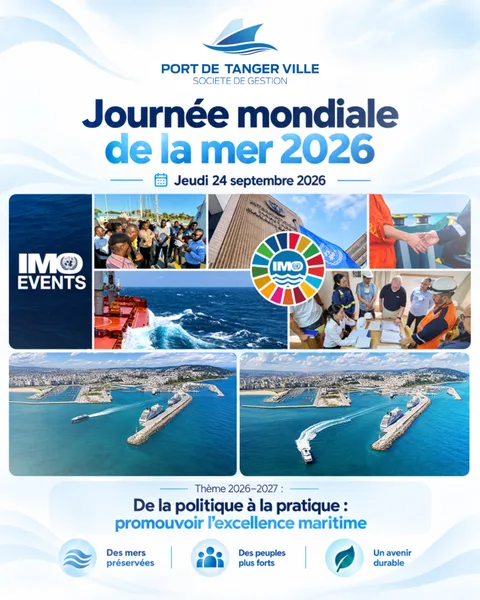 PORT DE TANGER VILLE
SOCIETE DE GESTION
Journée mondiale
de la mer 2026
Jeudi 24 septembre 2026
IMO
EVENTS
IMO
Thème 2026–2027 :
De la politique à la pratique :
promouvoir l'excellence maritime
Des mers
préservées
Des peuples
plus forts
Un avenir
durable